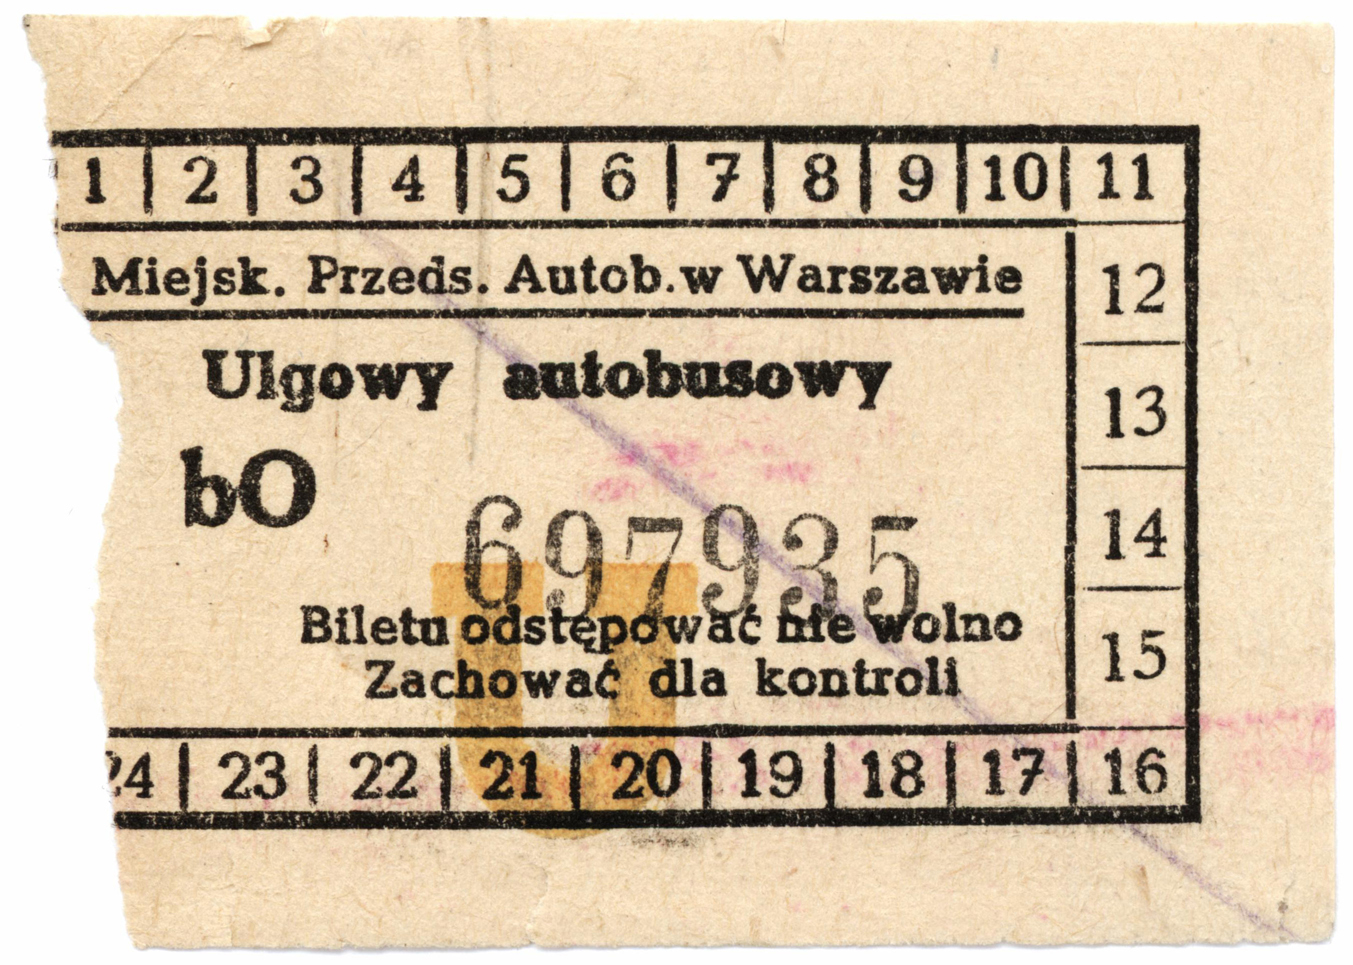 1 2 3 4 5 6 7 8 9 10 11
Miejsk. Przeds. Autob. w Warszawie
12
Ulgowy autobusowy
13
bO
697935
14
U
Biletu odstępować nie wolno
15
Zachować dla kontroli
24 23 22 21 20 19 18 17 16